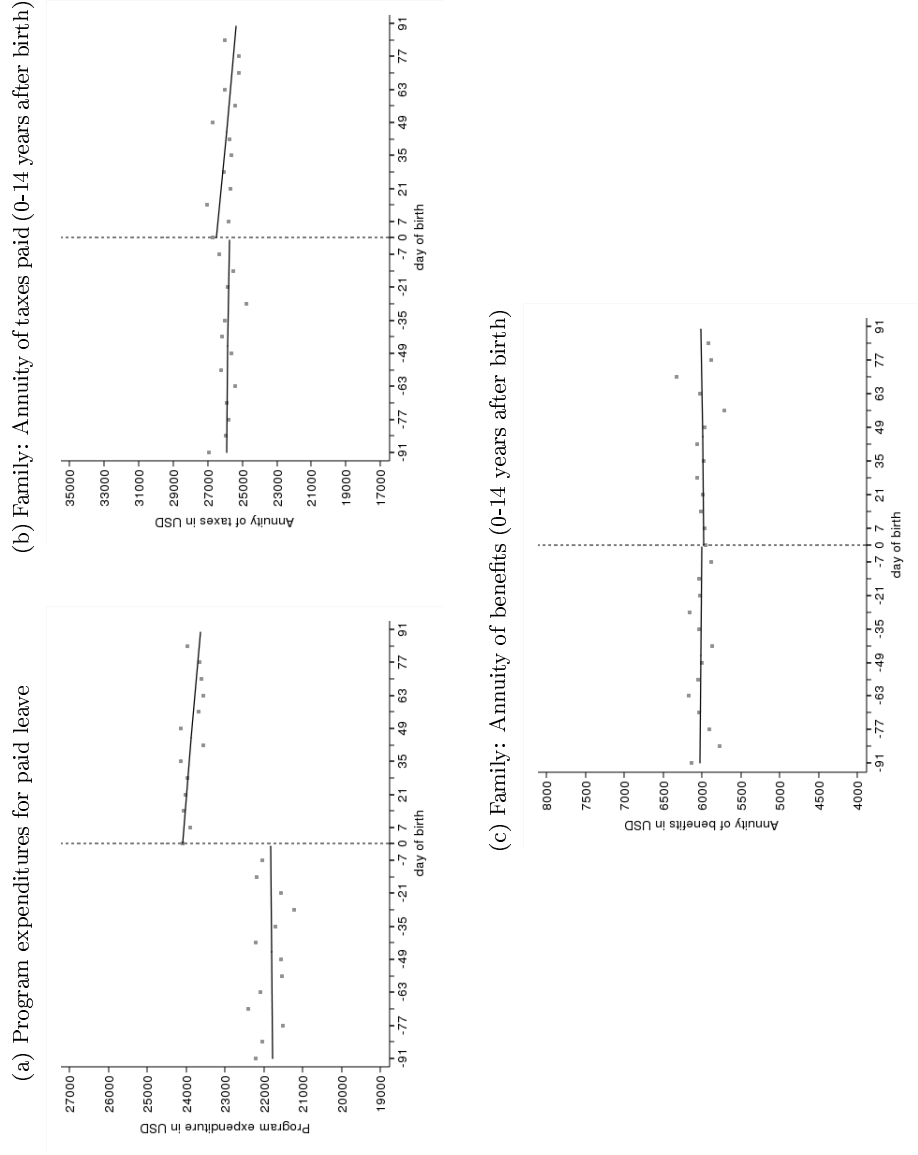 (a) Program expenditures for paid leave
Program expenditure in USD
27000
26000
25000
24000
23000
22000
21000
20000
19000
-91 -77 -63 -49 -35 -21 -7 0 7 21 35 49 63 77 91
day of birth
(b) Family: Annuity of taxes paid (0-14 years after birth)
Annuity of taxes in USD
35000
33000
31000
29000
27000
25000
23000
21000
19000
17000
-91 -77 -63 -49 -35 -21 -7 0 7 21 35 49 63 77 91
day of birth
(c) Family: Annuity of benefits (0-14 years after birth)
Annuity of benefits in USD
8000
7500
7000
6500
6000
5500
5000
4500
4000
-91 -77 -63 -49 -35 -21 -7 0 7 21 35 49 63 77 91
day of birth